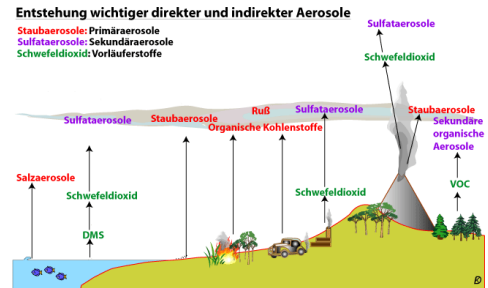 Entstehung wichtiger direkter und indirekter Aerosole
Staubaerosole: Primäraerosole
Sulfataerosole: Sekundäraerosole
Schwefeldioxid: Vorläuferstoffe
Sulfataerosole
Schwefeldioxid
Sulfataerosole
Staubaerosole
Ruß
Organische Kohlenstoffe
Sulfataerosole
Staubaerosole
Sekundäre
organische
Aerosole
Salzaerosole
Schwefeldioxid
Schwefeldioxid
VOC
DMS